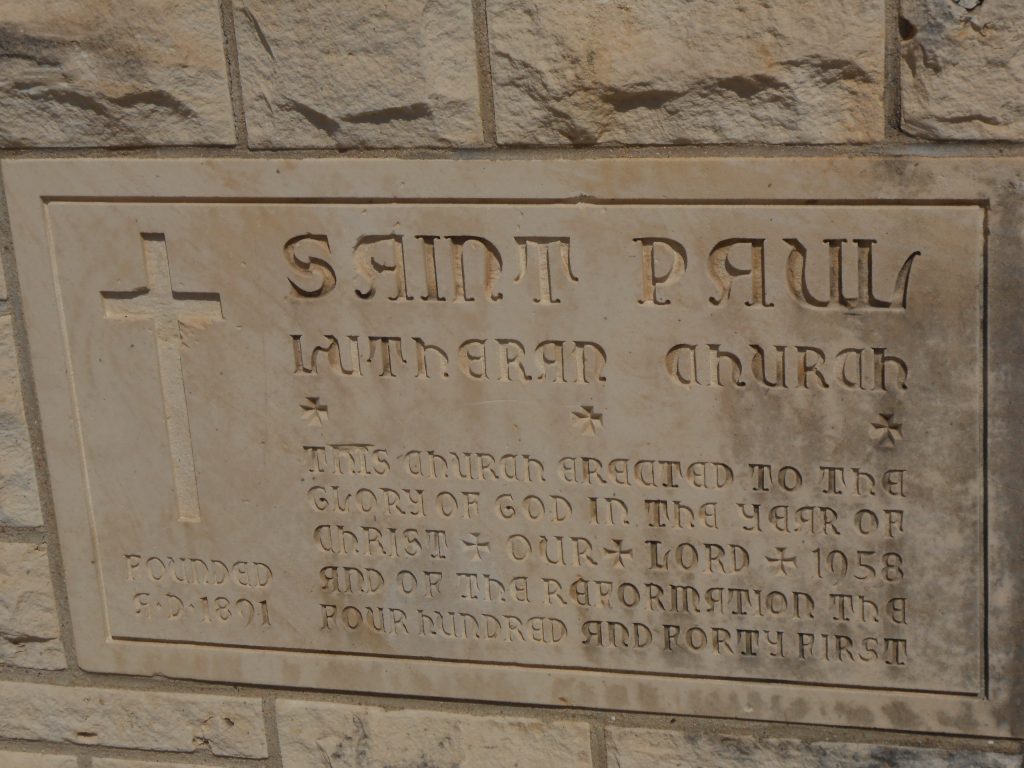 SAINT PAUL
LUTHERAN CHURCH
THIS CHURCH ERECTED TO THE
GLORY OF GOD IN THE YEAR OF
CHRIST ✠ OUR ✠ LORD ✠ 1958
AND OF THE REFORMATION THE
FOUR HUNDRED AND FORTY FIRST
FOUNDED
A·D·1891